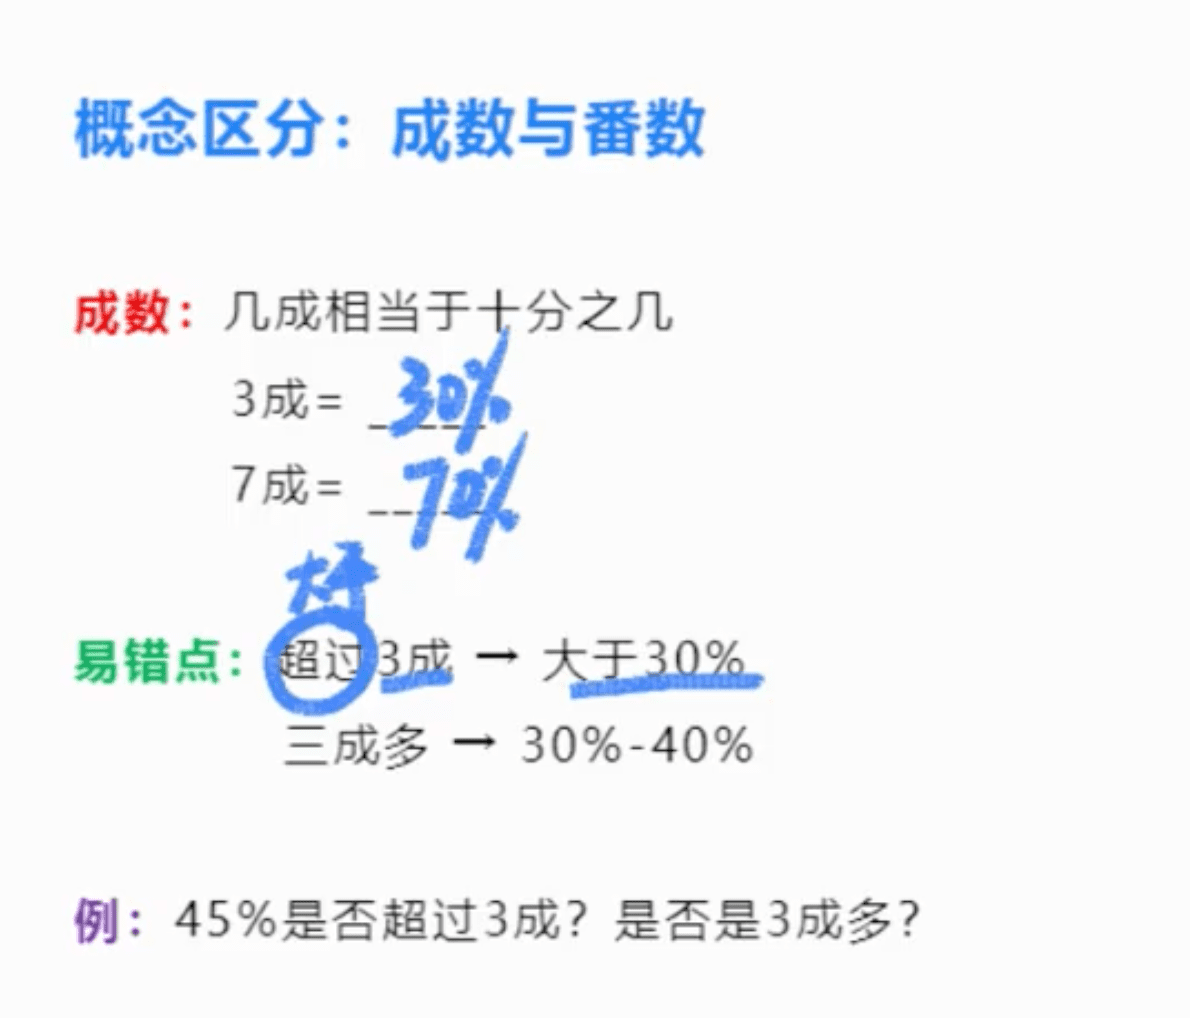 概念区分：成数与番数
成数：几成相当于十分之几
3成= 30%
7成= 70%
大于
易错点：超过3成 → 大于30%
三成多 → 30%-40%
例：45%是否超过3成？是否是3成多？